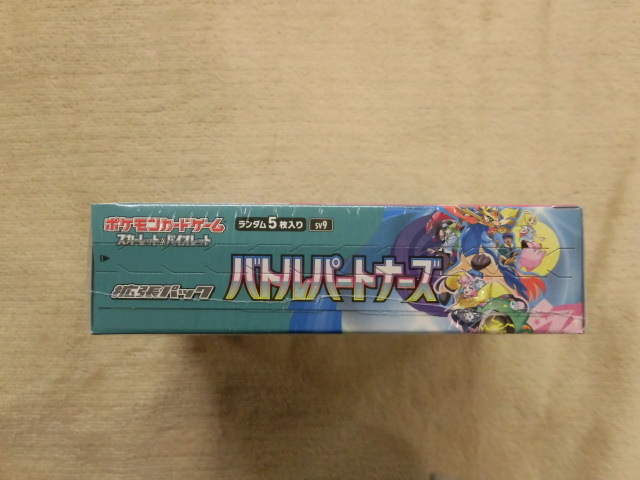 ポケモンカードゲーム
スカーレット&バイオレット
ランダム5枚入り
sv9
拡張パック
バトルパートナーズ